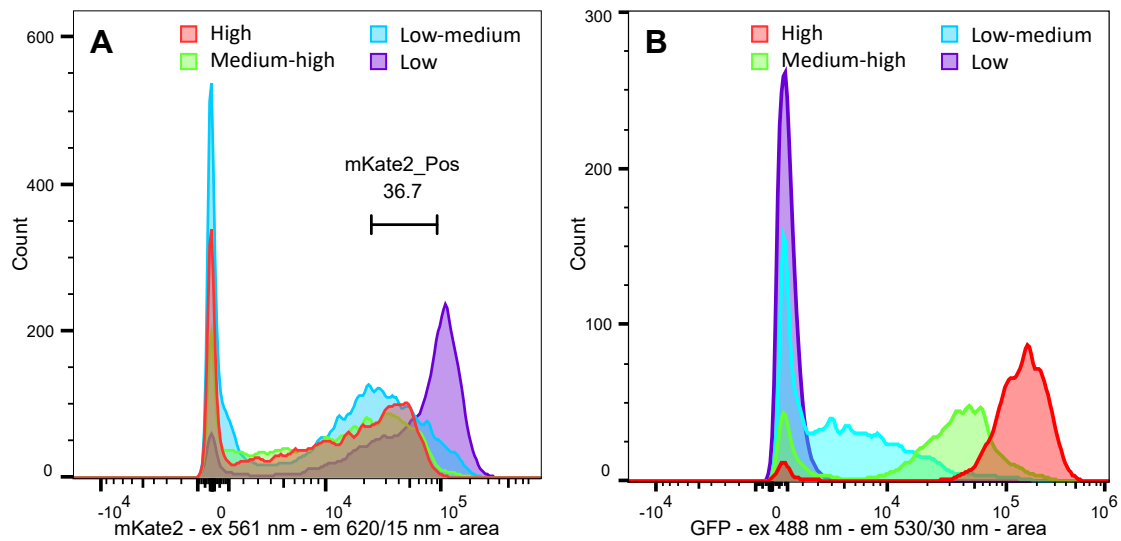 A
High
Low-medium
Medium-high
Low
mKate2_Pos
36.7
Count
600
400
200
0
-10^4
0
10^4
10^5
mKate2 - ex 561 nm - em 620/15 nm - area
B
High
Low-medium
Medium-high
Low
Count
300
200
100
0
-10^4
0
10^4
10^5
10^6
GFP - ex 488 nm - em 530/30 nm - area